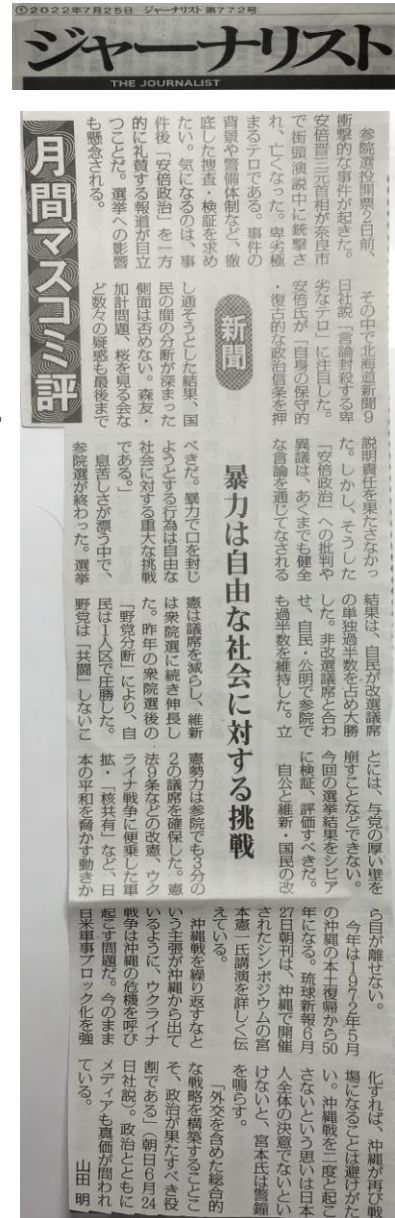 ①2022年7月25日 ジャーナリスト 第772号
ジャーナリスト
THE JOURNALIST
月間マスコミ評
新聞
暴力は自由な社会に対する挑戦
参院選投開票2日前、
衝撃的な事件が起きた。
安倍晋三元首相が奈良市
で街頭演説中に銃撃さ
れ、亡くなった。卑劣極
まるテロである。事件の
背景や警備体制など、徹
底した捜査・検証を求め
たい。気になるのは、事
件後「安倍政治」を一方
的に礼賛する報道が目立
つことだ。選挙への影響
も懸念される。
その中で北海道新聞9
日社説「言論封殺する卑
劣なテロ」に注目した。
安倍氏が「自身の保守的
・復古的な政治信条を押
し通そうとした結果、国
民の間の分断が深まった
側面は否めない。森友・
加計問題、桜を見る会な
ど数々の疑惑も最後まで
説明責任を果たさなかっ
た。しかし、そうした
「安倍政治」への批判や
異議は、あくまでも健全
な言論を通じてなされる
べきだ。暴力で口を封じ
ようとする行為は自由な
社会に対する重大な挑戦
である。」
息苦しさが漂う中で、
参院選が終わった。選挙
結果は、自民が改選議席
の単独過半数を占め大勝
した。非改選議席と合わ
せ、自民・公明で参院で
も過半数を維持した。立
憲は議席を減らし、維新
は衆院選に続き伸長し
た。昨年の衆院選後の
「野党分断」により、自
民は1人区で圧勝した。
野党は「共闘」しないこ
とには、与党の厚い壁を
崩すことなどできない。
今回の選挙結果をシビア
に検証、評価すべきだ。
自公と維新・国民の改
憲勢力は参院でも3分の
2の議席を確保した。憲
法9条などの改憲、ウク
ライナ戦争に便乗した軍
拡・「核共有」など、日
本の平和を脅かす動きか
ら目が離せない。
今年は1972年5月
の沖縄の本土復帰から50
年になる。琉球新報6月
27日朝刊は、沖縄で開催
されたシンポジウムの宮
本憲一氏講演を詳しく伝
えている。
沖縄戦を繰り返すなと
いう主張が沖縄から出て
いるように、ウクライナ
戦争は沖縄の危機を呼び
起こす問題だ。今のまま
日米軍事ブロック化を強
化すれば、沖縄が再び戦
場になることは避けがた
い。沖縄戦を二度と起こ
さないという思いは日本
人全体の決意でないとい
けないと、宮本氏は警鐘
を鳴らす。
「外交を含めた総合的
な戦略を構築することこ
そ、政治が果たすべき役
割である」（朝日6月24
日社説）。政治とともに
メディアも真価が問われ
ている。
山田 明